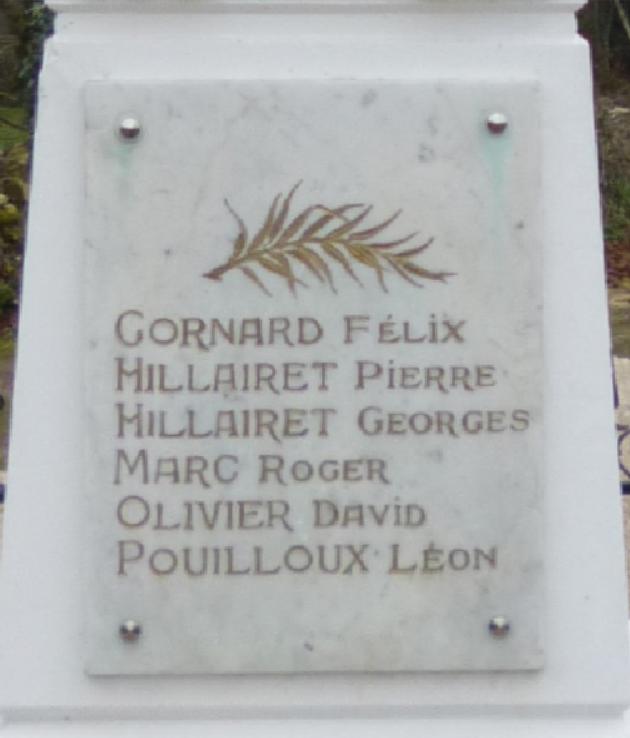 GORNARD FÉLIX
HILLAIRET PIERRE
HILLAIRET GEORGES
MARC ROGER
OLIVIER DAVID
POUILLOUX LÉON